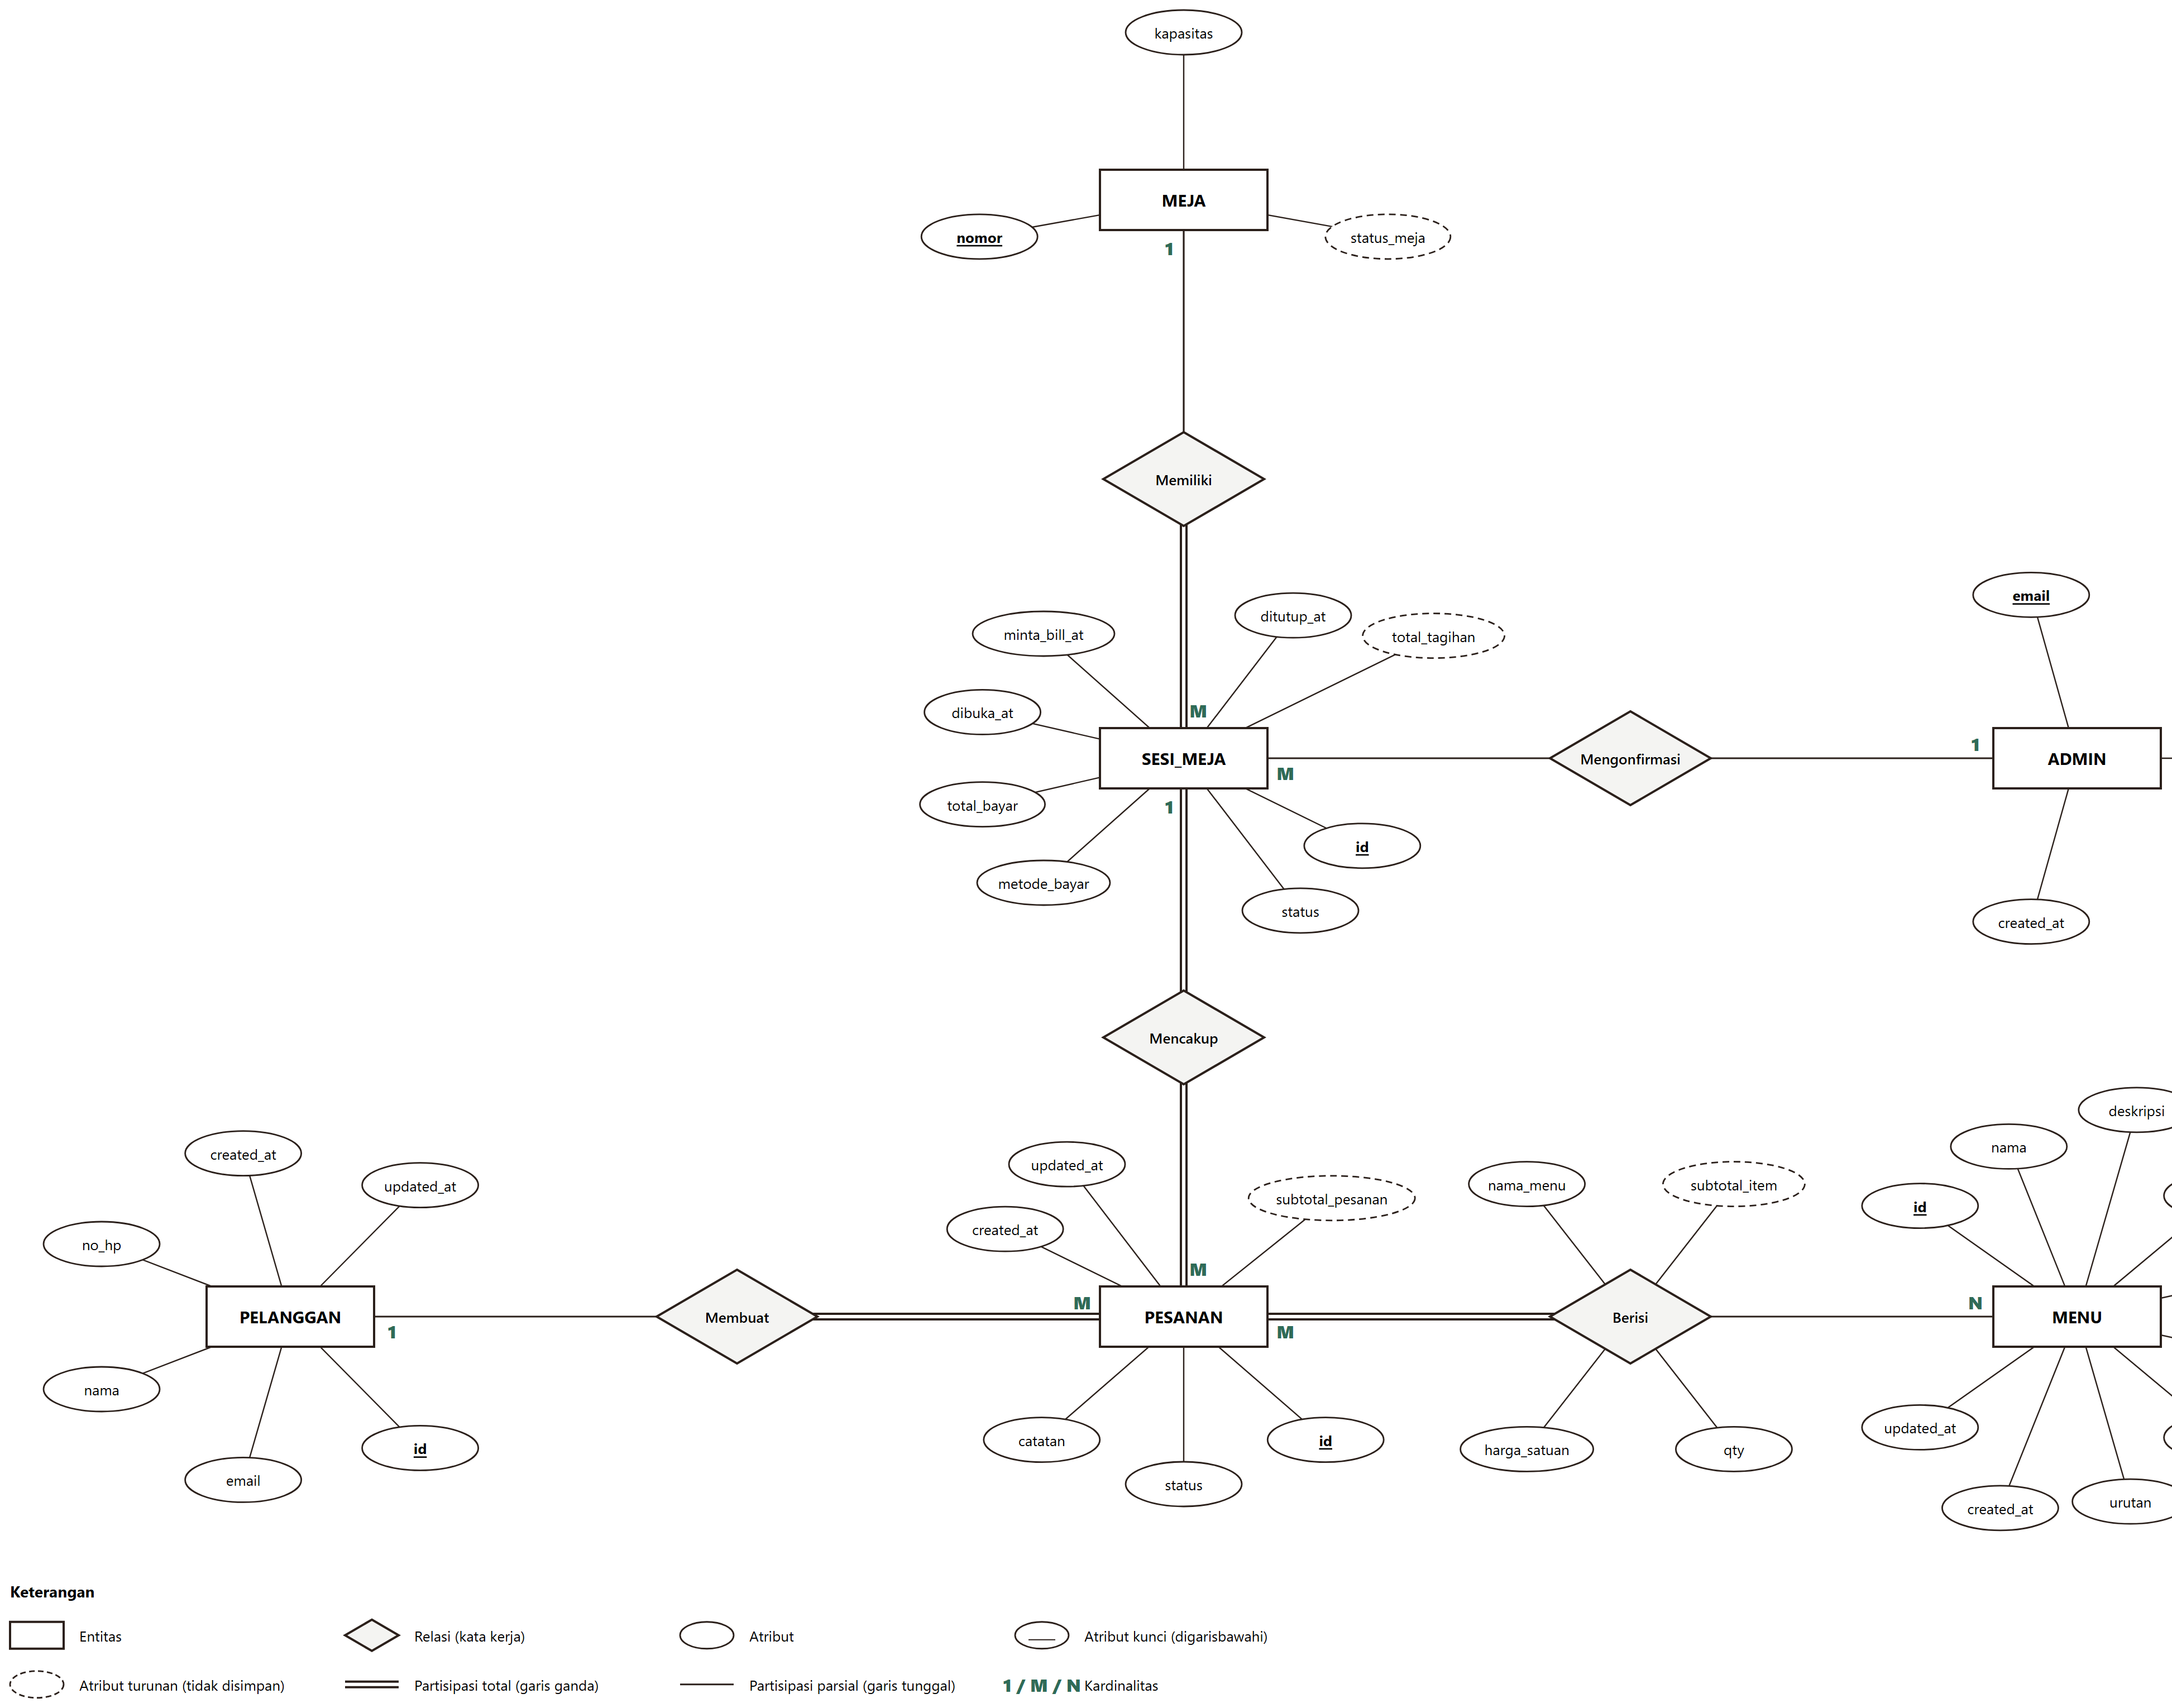 kapasitas
MEJA
nomor
status_meja
1
Memiliki
email
ditutup_at
minta_bill_at
total_tagihan
M
dibuka_at
1
SESI_MEJA
Mengonfirmasi
ADMIN
M
total_bayar
1
id
metode_bayar
status
created_at
Mencakup
deskripsi
nama
created_at
updated_at
updated_at
nama_menu
subtotal_item
subtotal_pesanan
id
created_at
no_hp
M
M
N
PELANGGAN
Membuat
PESANAN
Berisi
MENU
1
M
nama
updated_at
catatan
id
id
harga_satuan
qty
email
status
urutan
created_at
Keterangan
Entitas
Relasi (kata kerja)
Atribut
Atribut kunci (digarisbawahi)
Atribut turunan (tidak disimpan)
Partisipasi total (garis ganda)
Partisipasi parsial (garis tunggal)
1 / M / N Kardinalitas